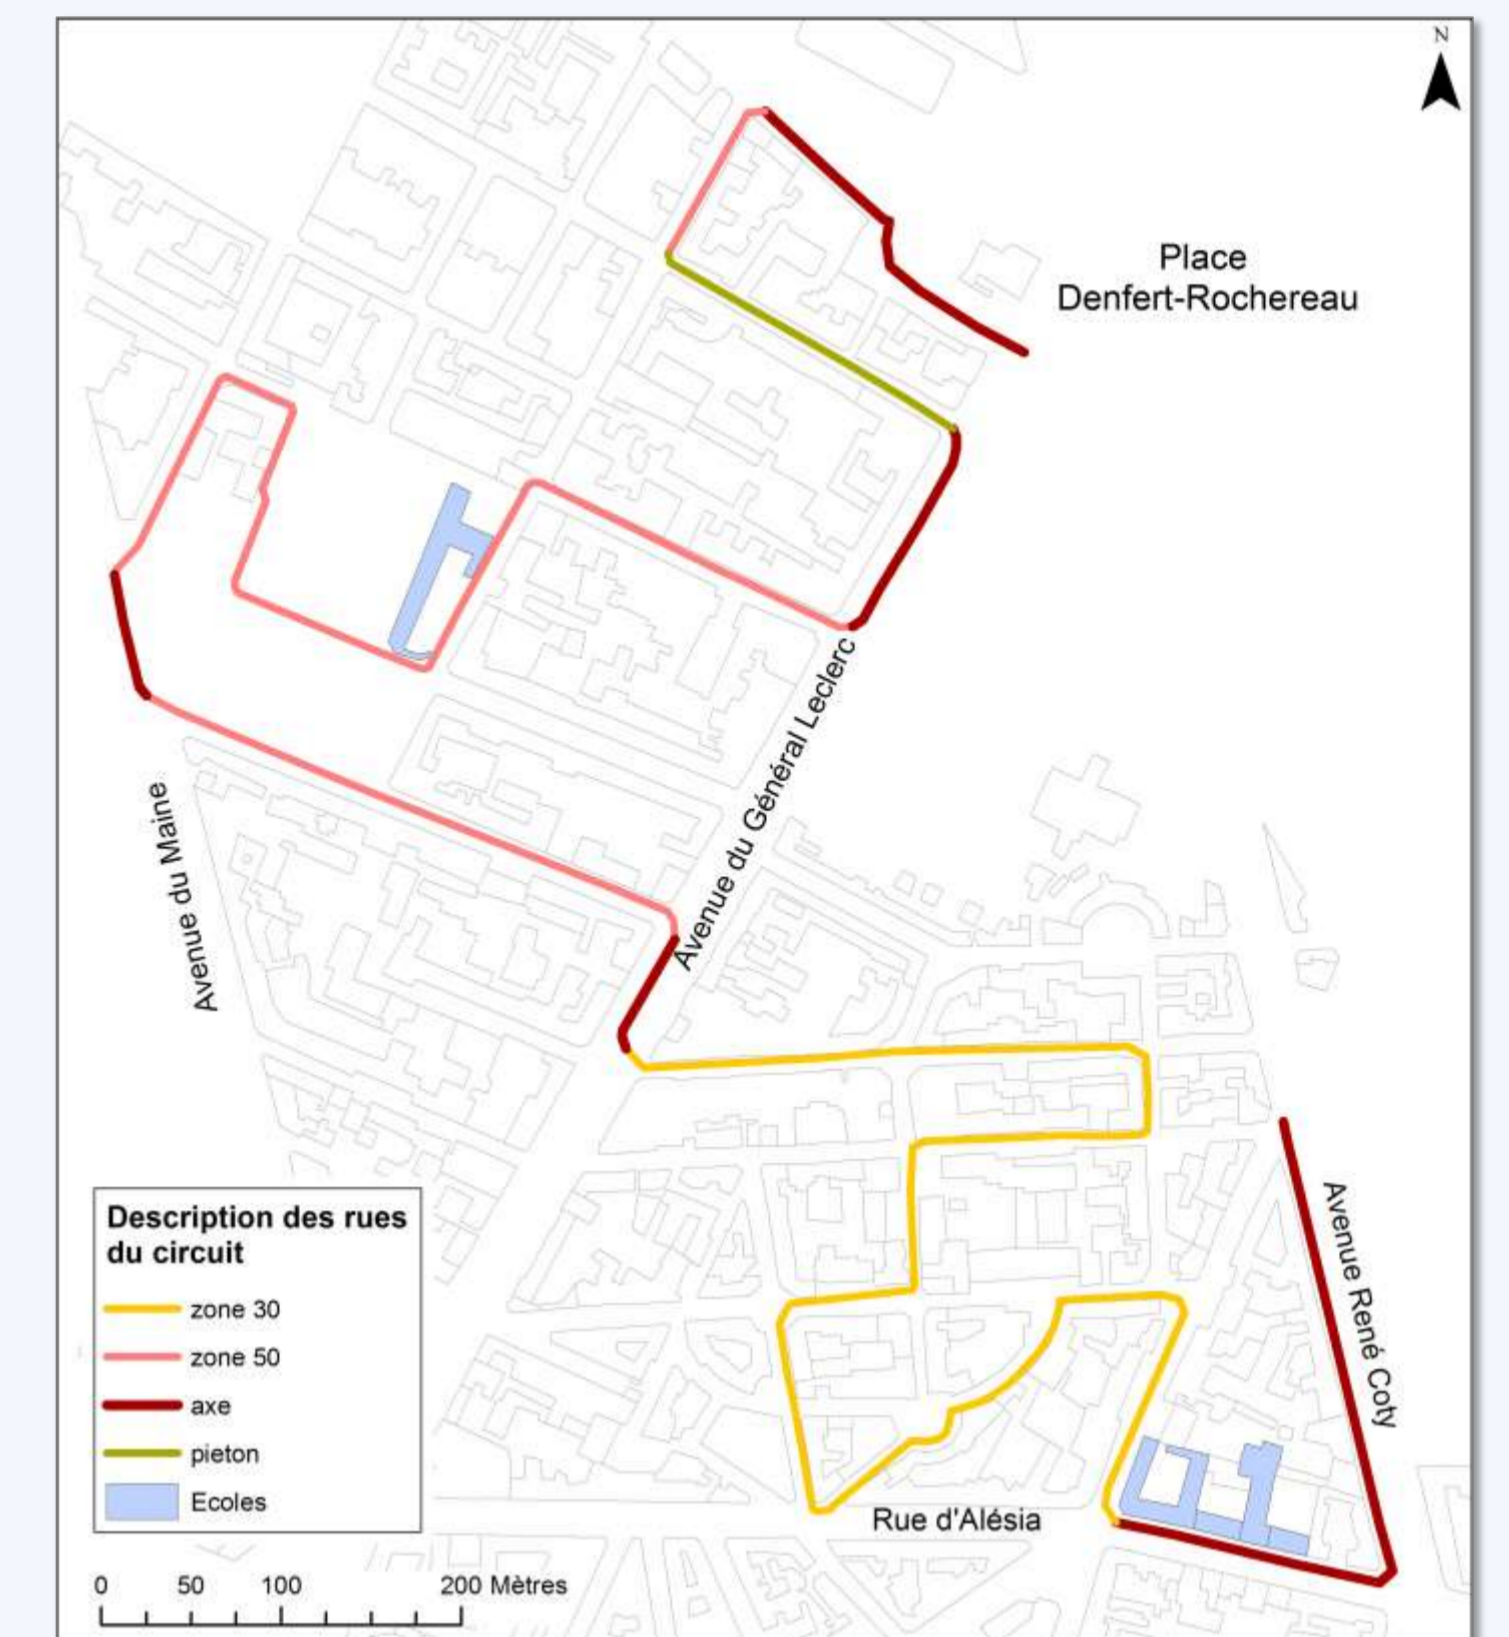 N
Place
Denfert-Rochereau
Avenue du Général Leclerc
Avenue du Maine
Avenue René Coty
Rue d'Alésia
Description des rues
du circuit
zone 30
zone 50
axe
pieton
Ecoles
0 50 100 200 Mètres